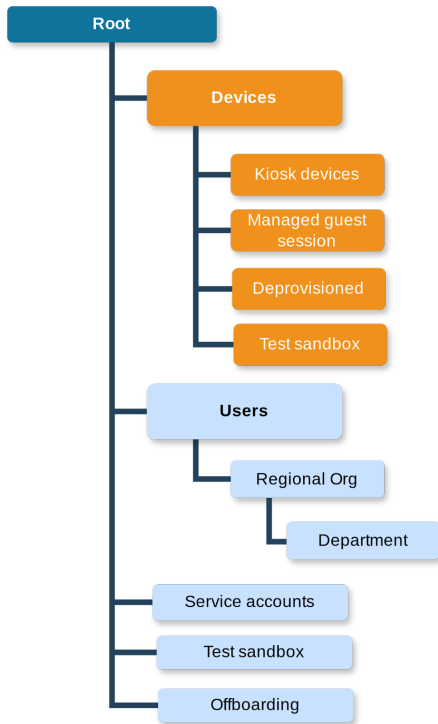 Root
Devices
Kiosk devices
Managed guest
session
Deprovisioned
Test sandbox
Users
Regional Org
Department
Service accounts
Test sandbox
Offboarding